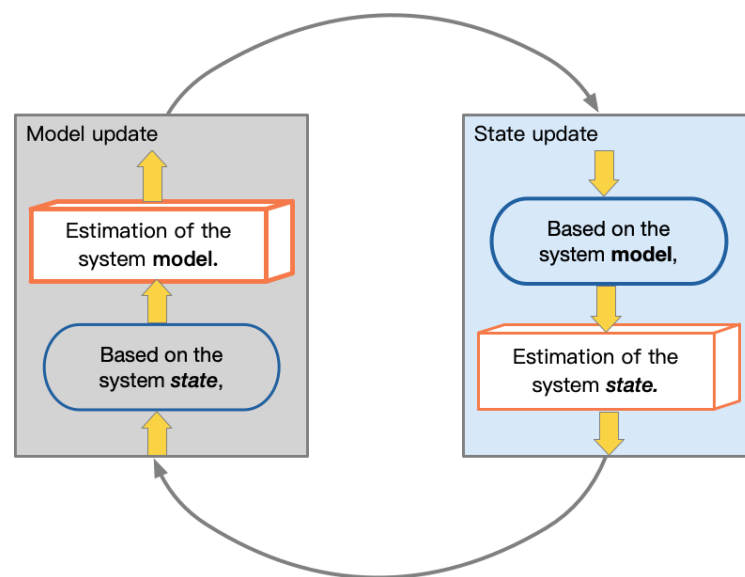 Model update
Estimation of the
system model.
Based on the
system state,
State update
Based on the
system model,
Estimation of the
system state.